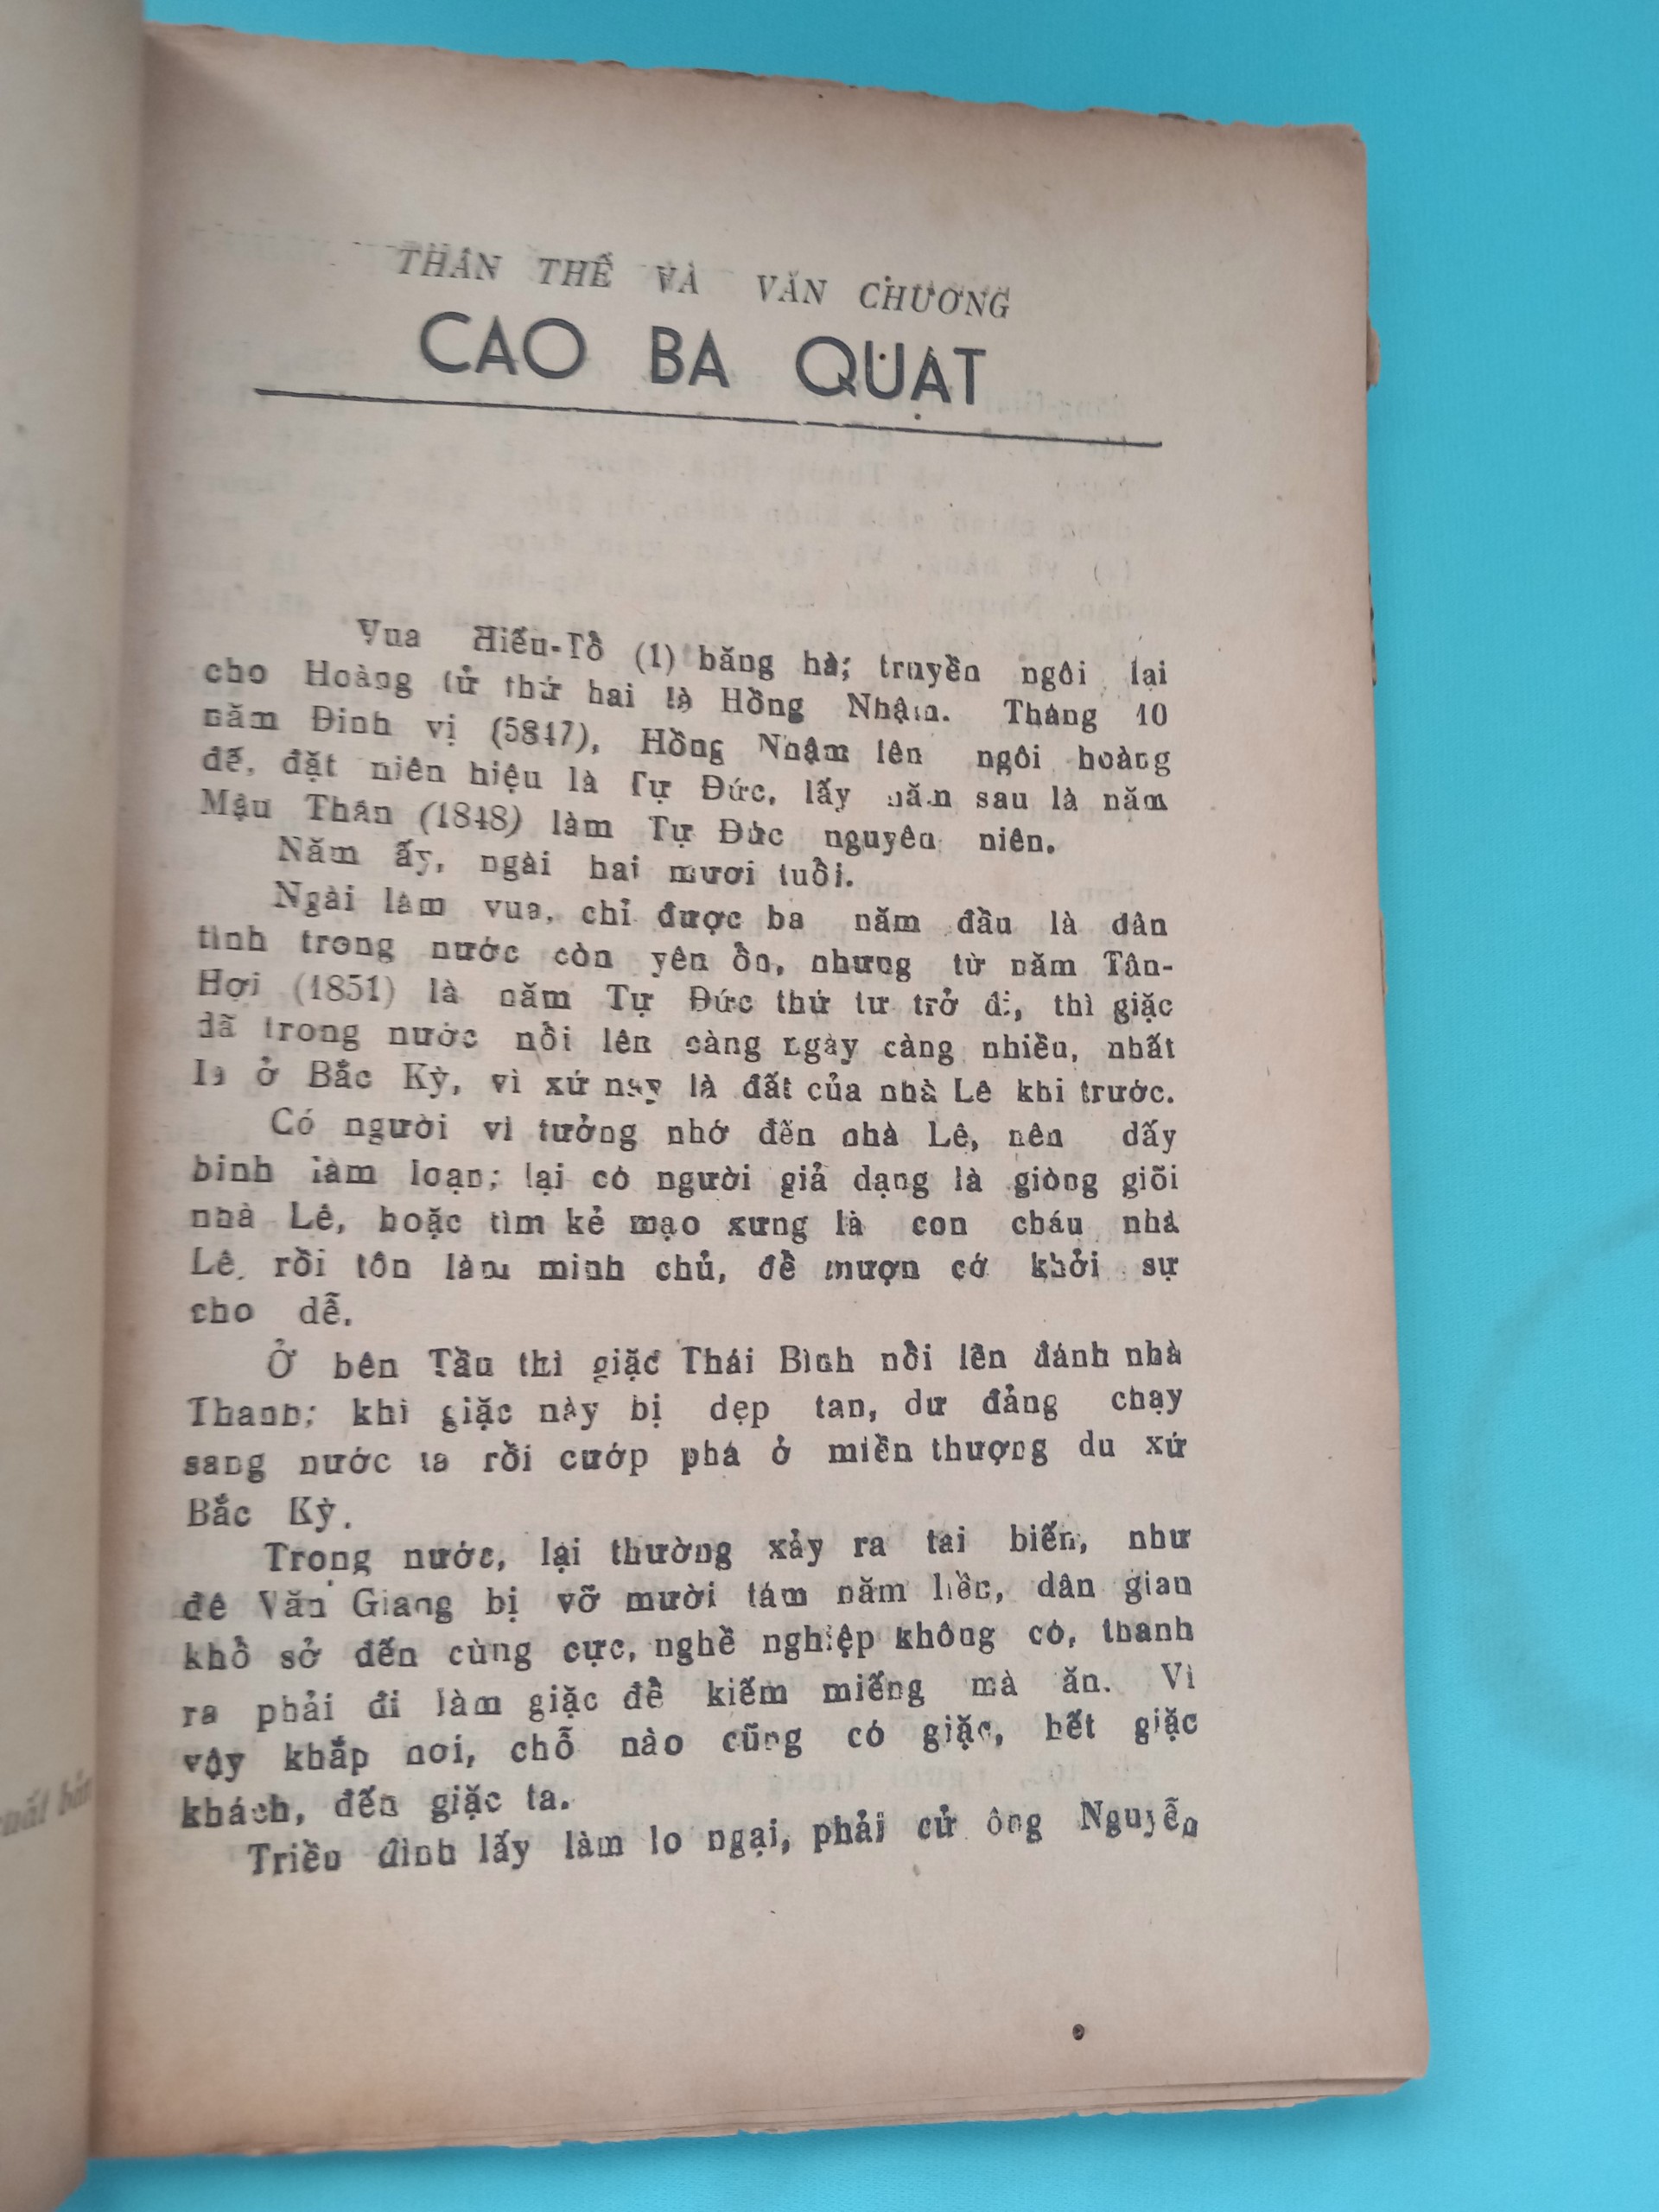 THÂN THẾ VÀ VĂN CHƯƠNG
CAO BA QUÁT
Vua Hiến-Tổ (1) băng hà; truyền ngôi lại
cho Hoàng tử thứ hai là Hồng Nhậm. Tháng 10
năm Đinh vị (5847), Hồng Nhậm lên ngôi hoàng
đế, đặt niên hiệu là Tự Đức, lấy năm sau là năm
Mậu Thân (1848) làm Tự Đức nguyên niên.
Năm ấy, ngài hai mươi tuổi.
Ngài làm vua, chỉ được ba năm đầu là dân
tình trong nước còn yên ổn, nhưng từ năm Tân-
Hợi (1851) là năm Tự Đức thứ tư trở đi, thì giặc
dã trong nước nổi lên càng ngày càng nhiều, nhất
là ở Bắc Kỳ, vì xứ này là đất của nhà Lê khi trước.
Có người vì tưởng nhớ đến nhà Lê, nên dấy
binh làm loạn; lại có người giả dạng là giòng giõi
nhà Lê, hoặc tìm kẻ mạo xưng là con cháu nhà
Lê, rồi tôn làm minh chủ, để mượn cớ khởi sự
cho dễ.
Ở bên Tầu thì giặc Thái Bình nổi lên đánh nhà
Thanh; khi giặc này bị dẹp tan, dư đảng chạy
sang nước ta rồi cướp phá ở miền thượng du xứ
Bắc Kỳ.
Trong nước, lại thường xảy ra tai biến, như
đê Văn Giang bị vỡ mười tám năm liền, dân gian
khổ sở đến cùng cực, nghề nghiệp không có, thành
ra phải đi làm giặc để kiếm miếng mà ăn. Vì
vậy khắp nơi, chỗ nào cũng có giặc, hết giặc
khách, đến giặc ta.
Triều đình lấy làm lo ngại, phải cử ông Nguyễn